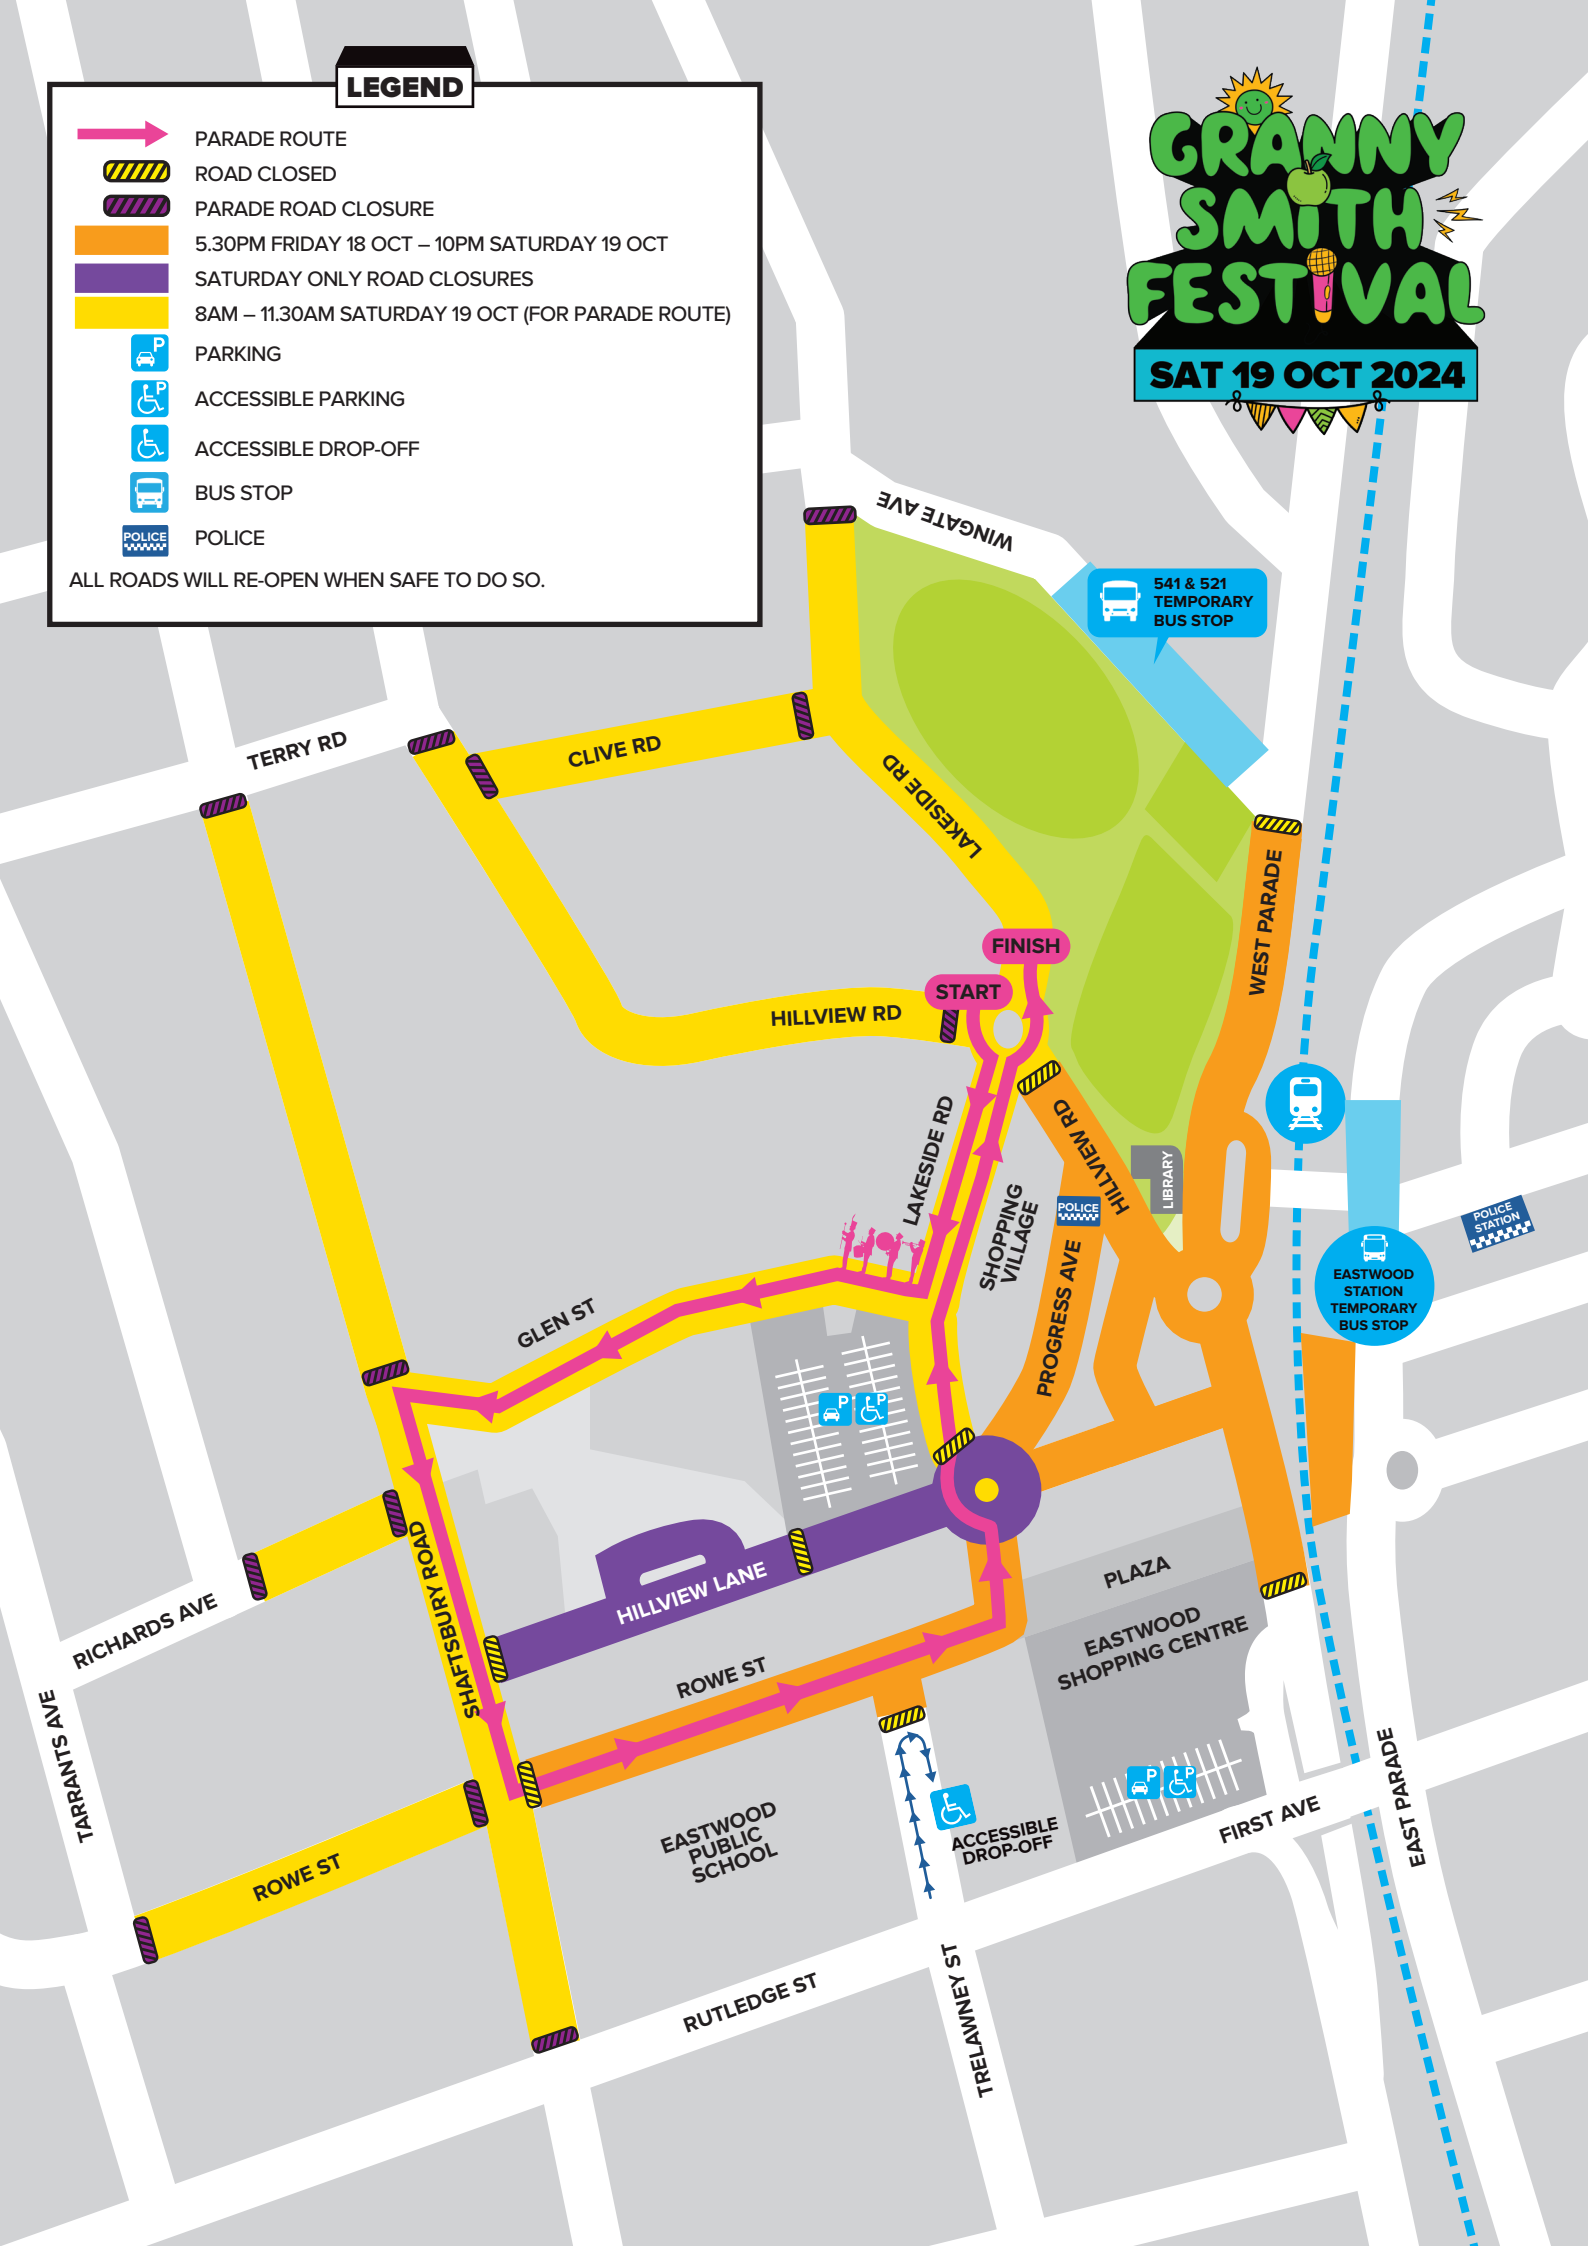 LEGEND
PARADE ROUTE
ROAD CLOSED
PARADE ROAD CLOSURE
5.30PM FRIDAY 18 OCT – 10PM SATURDAY 19 OCT
SATURDAY ONLY ROAD CLOSURES
8AM – 11.30AM SATURDAY 19 OCT (FOR PARADE ROUTE)
P
PARKING
P
ACCESSIBLE PARKING
ACCESSIBLE DROP-OFF
BUS STOP
POLICE
POLICE
ALL ROADS WILL RE-OPEN WHEN SAFE TO DO SO.
GRANNY
SMITH
FESTIVAL
SAT 19 OCT 2024
WINGATE AVE
541 & 521
TEMPORARY
BUS STOP
TERRY RD
CLIVE RD
LAKESIDE RD
WEST PARADE
FINISH
START
HILLVIEW RD
HILLVIEW RD
LAKESIDE RD
SHOPPING
VILLAGE
LIBRARY
POLICE
POLICE
STATION
PROGRESS AVE
EASTWOOD
STATION
TEMPORARY
BUS STOP
GLEN ST
P
P
SHAFTSBURY ROAD
RICHARDS AVE
HILLVIEW LANE
PLAZA
EASTWOOD
SHOPPING CENTRE
ROWE ST
TARRANTS AVE
EAST PARADE
P
P
FIRST AVE
EASTWOOD
PUBLIC
SCHOOL
ACCESSIBLE
DROP-OFF
ROWE ST
RUTLEDGE ST
TRELAWNEY ST